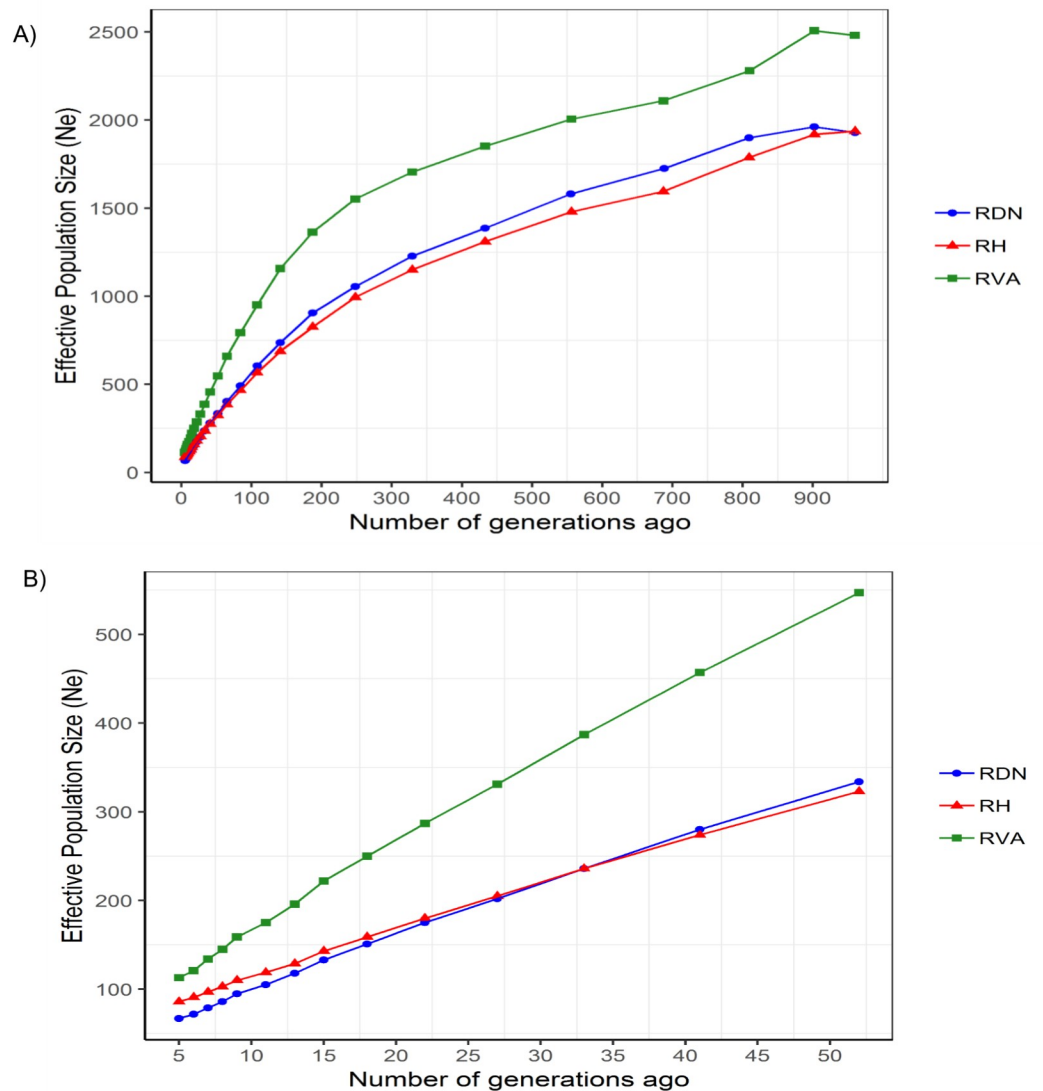 A)
Effective Population Size (Ne)
2500
2000
1500
1000
500
0
0 100 200 300 400 500 600 700 800 900
Number of generations ago
RDN
RH
RVA
B)
Effective Population Size (Ne)
500
400
300
200
100
5 10 15 20 25 30 35 40 45 50
Number of generations ago
RDN
RH
RVA